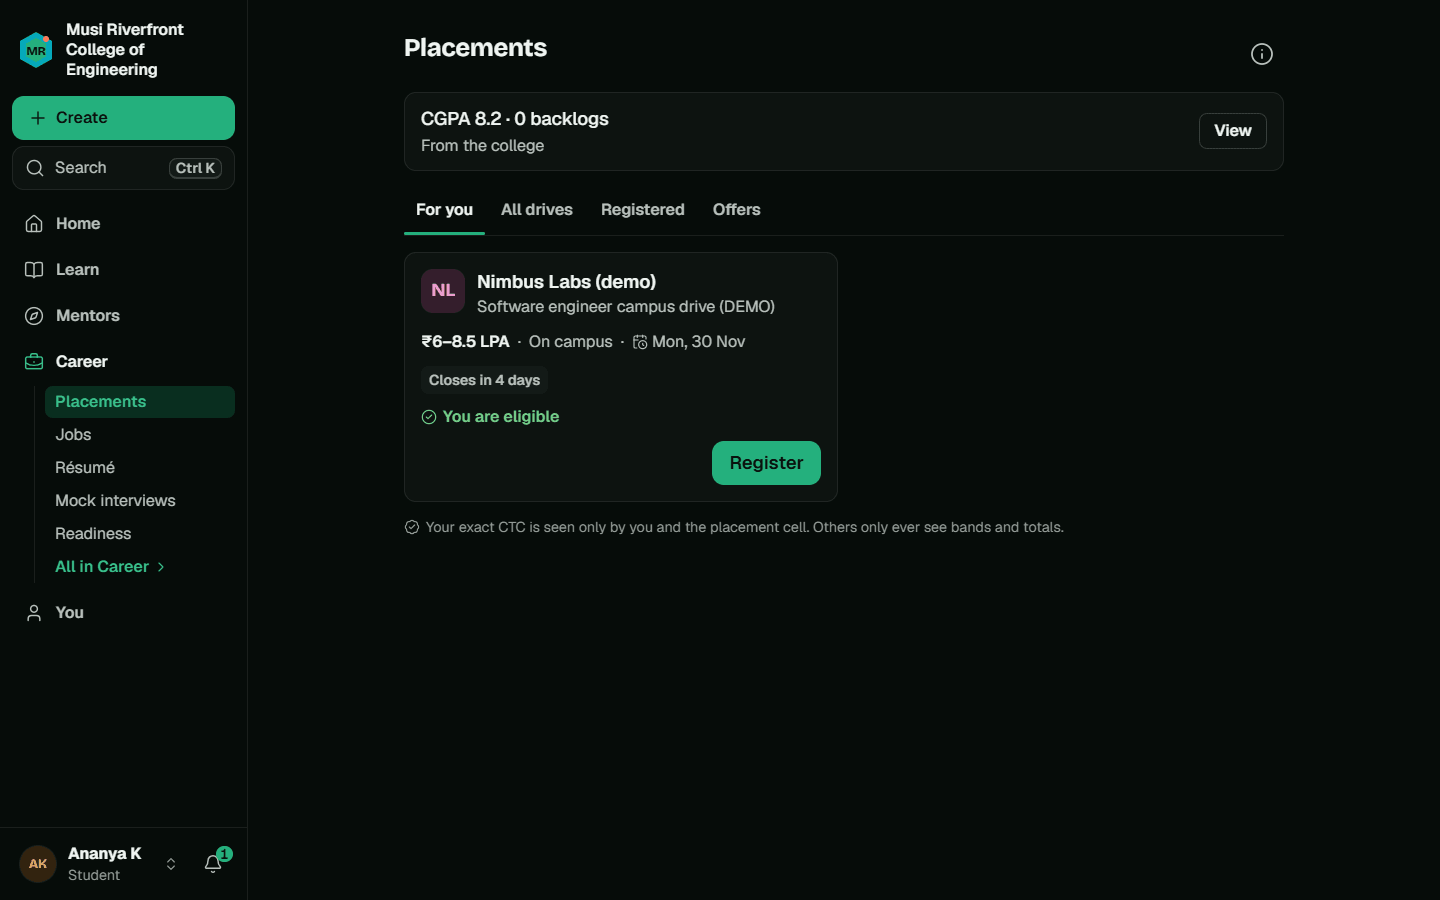 MR
Musi Riverfront
College of
Engineering
Create
Search Ctrl K
Home
Learn
Mentors
Career
Placements
Jobs
Résumé
Mock interviews
Readiness
All in Career
You
AK
Ananya K
Student
1
Placements
CGPA 8.2 · 0 backlogs
From the college
View
For you All drives Registered Offers
NL
Nimbus Labs (demo)
Software engineer campus drive (DEMO)
₹6–8.5 LPA · On campus · Mon, 30 Nov
Closes in 4 days
You are eligible
Register
Your exact CTC is seen only by you and the placement cell. Others only ever see bands and totals.